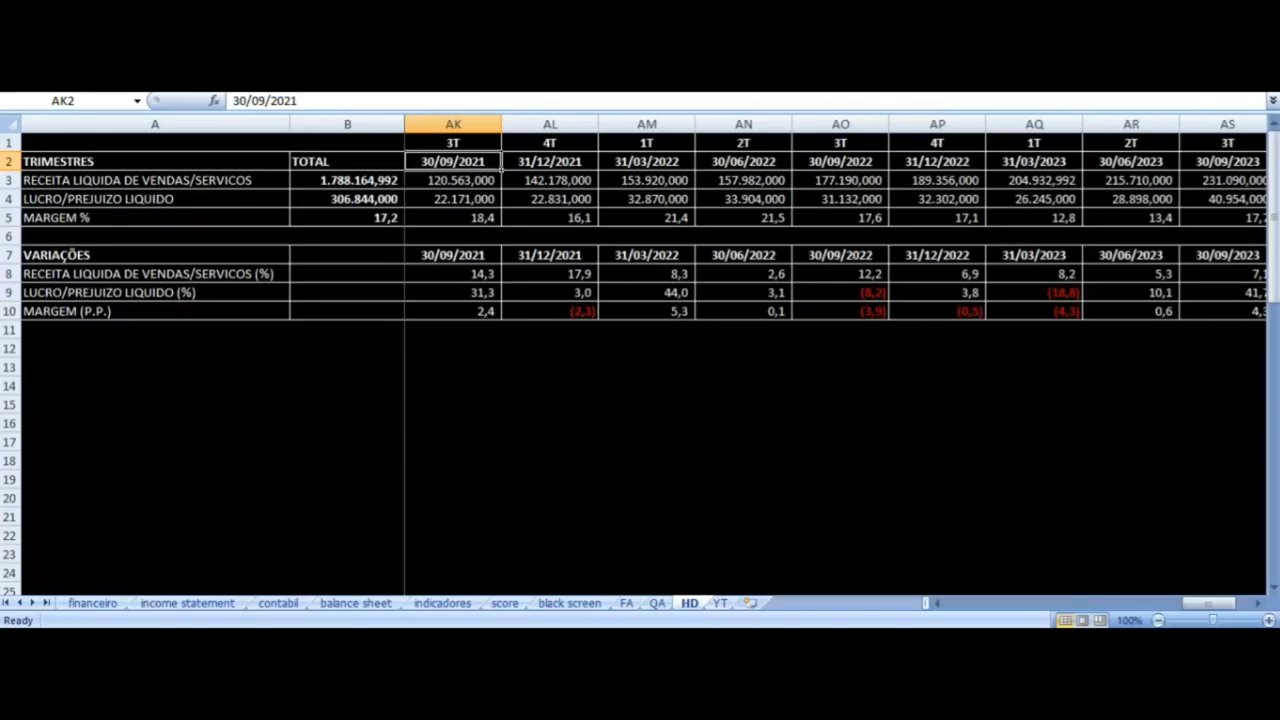 AK2 fx 30/09/2021
A B AK AL AM AN AO AP AQ AR AS
1 3T 4T 1T 2T 3T 4T 1T 2T 3T
2 TRIMESTRES TOTAL 30/09/2021 31/12/2021 31/03/2022 30/06/2022 30/09/2022 31/12/2022 31/03/2023 30/06/2023 30/09/2023
3 RECEITA LIQUIDA DE VENDAS/SERVICOS 1.788.164,992 120.563,000 142.178,000 153.920,000 157.982,000 177.190,000 189.356,000 204.932,992 215.710,000 231.090,000
4 LUCRO/PREJUIZO LIQUIDO 306.844,000 22.171,000 22.831,000 32.870,000 33.904,000 31.132,000 32.302,000 26.245,000 28.898,000 40.954,000
5 MARGEM % 17,2 18,4 16,1 21,4 21,5 17,6 17,1 12,8 13,4 17,7
6
7 VARIAÇÕES 30/09/2021 31/12/2021 31/03/2022 30/06/2022 30/09/2022 31/12/2022 31/03/2023 30/06/2023 30/09/2023
8 RECEITA LIQUIDA DE VENDAS/SERVICOS (%) 14,3 17,9 8,3 2,6 12,2 6,9 8,2 5,3 7,1
9 LUCRO/PREJUIZO LIQUIDO (%) 31,3 3,0 44,0 3,1 (8,2) 3,8 (18,8) 10,1 41,7
10 MARGEM (P.P.) 2,4 (2,3) 5,3 0,1 (3,9) (0,5) (4,3) 0,6 4,3
11
12
13
14
15
16
17
18
19
20
21
22
23
24
25
financeiro income statement contabil balance sheet indicadores score black screen FA QA HD YT
Ready 100%